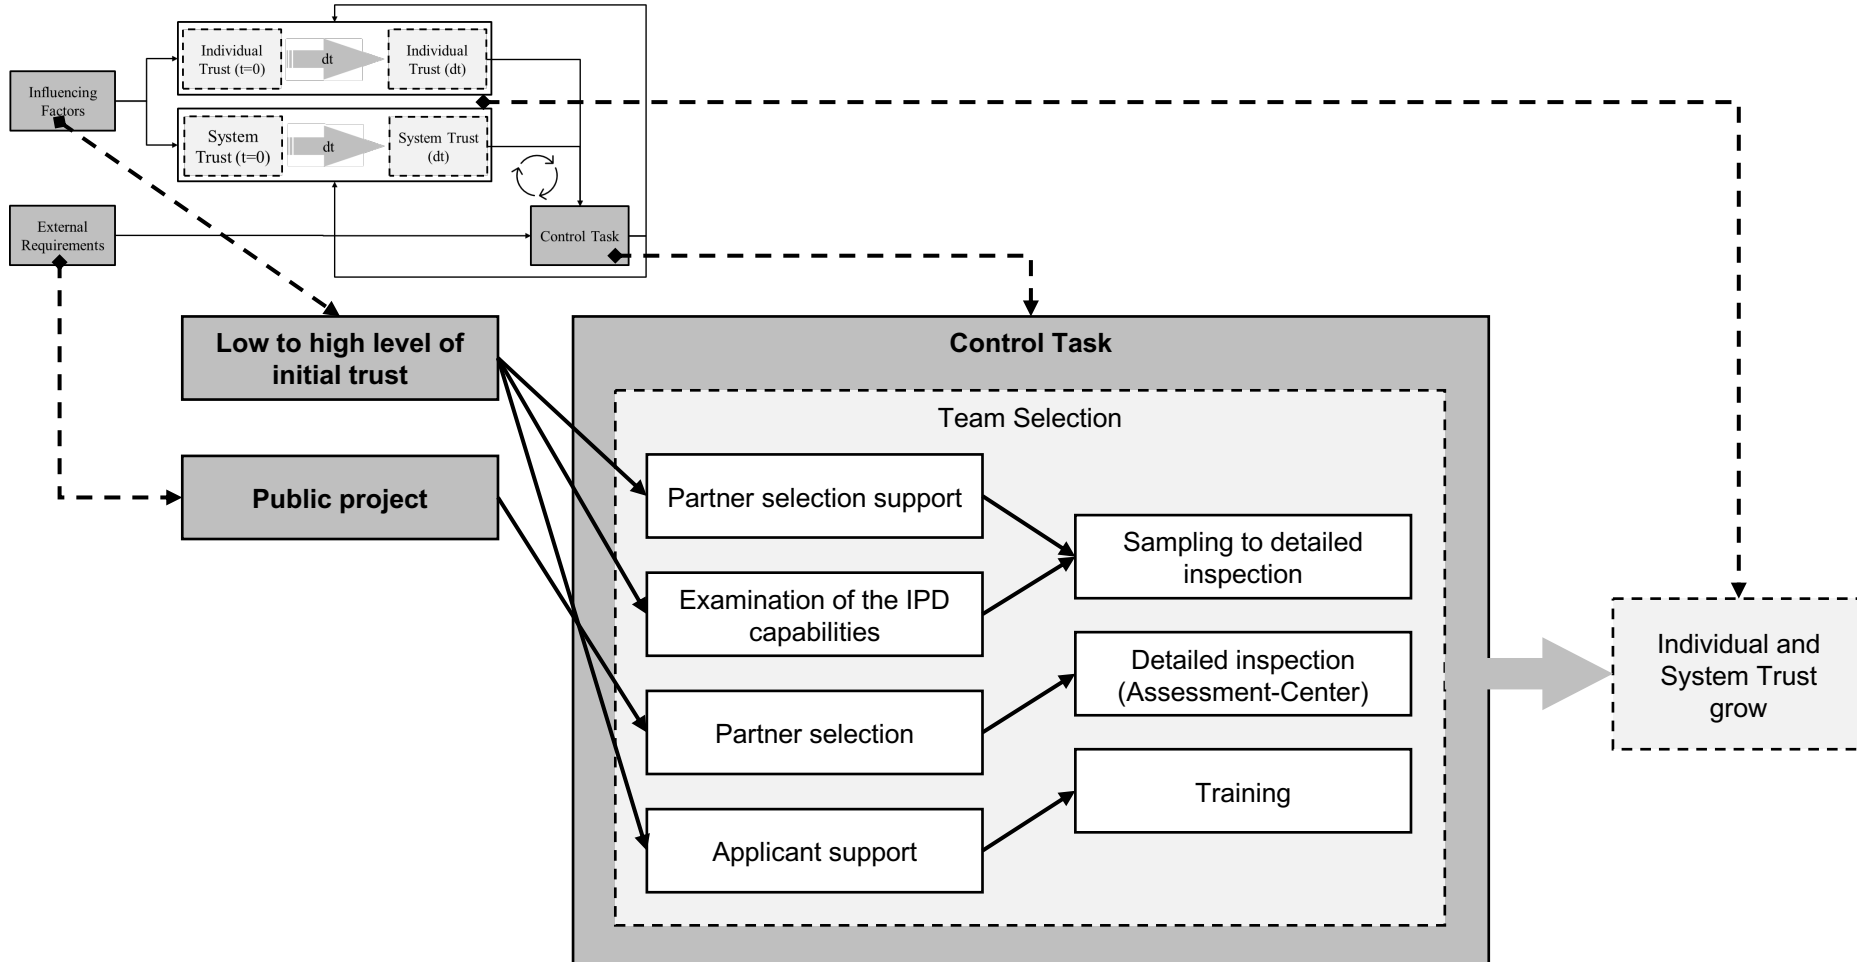 Individual
Trust (t=0)
dt
Individual
Trust (dt)
Influencing
Factors
System
Trust (t=0)
dt
System Trust
(dt)
External
Requirements
Control Task
Low to high level of
initial trust
Public project
Control Task
Team Selection
Partner selection support
Examination of the IPD
capabilities
Partner selection
Applicant support
Sampling to detailed
inspection
Detailed inspection
(Assessment-Center)
Training
Individual and
System Trust
grow